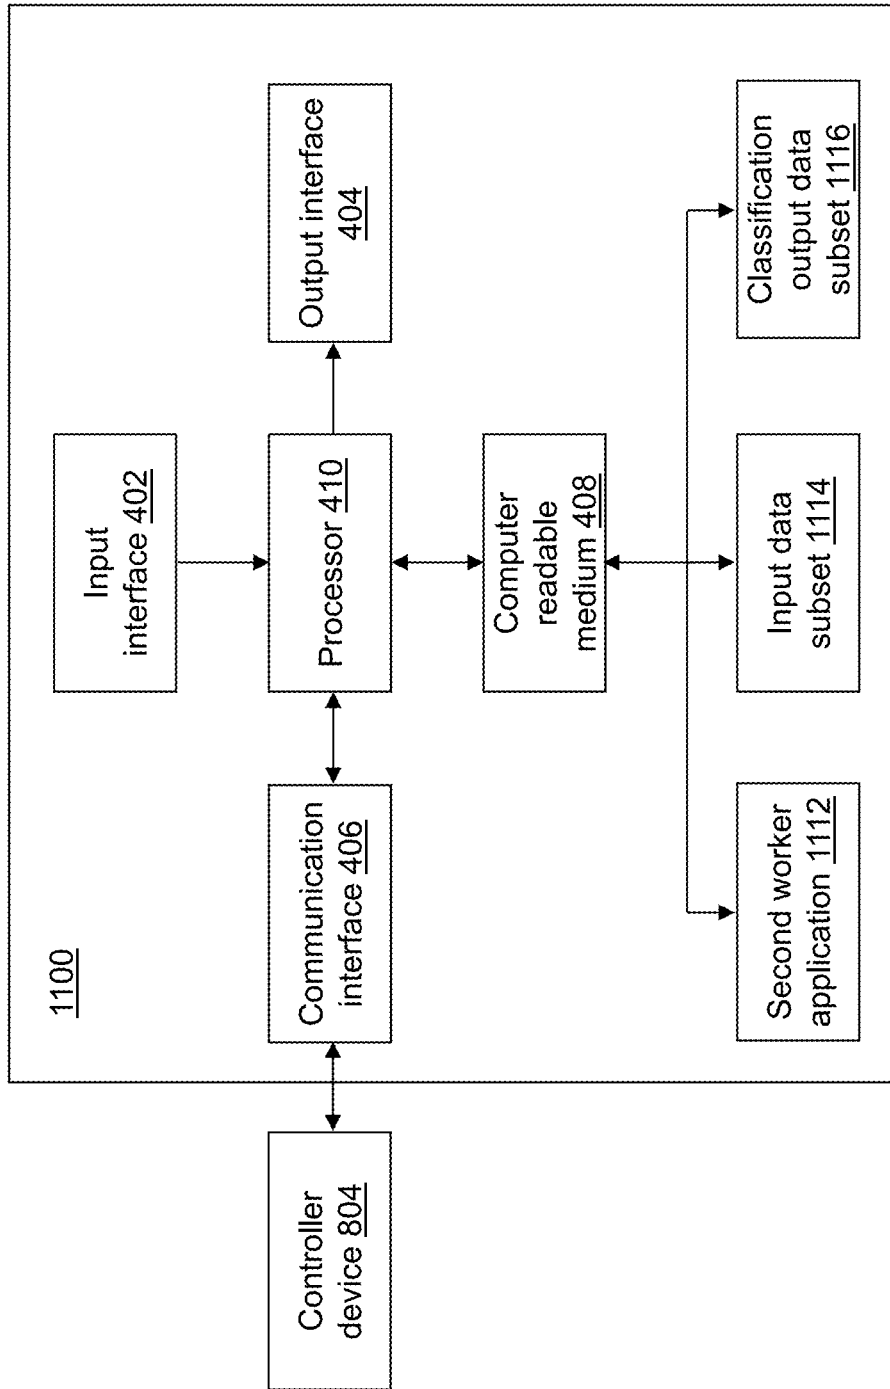 1100
Input
interface 402
Controller
device 804
Communication
interface 406
Processor 410
Output interface
404
Computer
readable
medium 408
Second worker
application 1112
Input data
subset 1114
Classification
output data
subset 1116